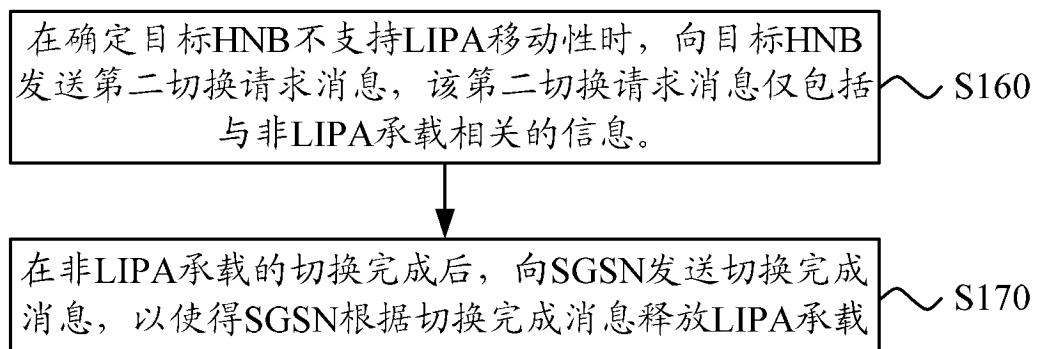 在确定目标HNB不支持LIPA移动性时，向目标HNB
发送第二切换请求消息，该第二切换请求消息仅包括
与非LIPA承载相关的信息。
S160
在非LIPA承载的切换完成后，向SGSN发送切换完成
消息，以使得SGSN根据切换完成消息释放LIPA承载
S170